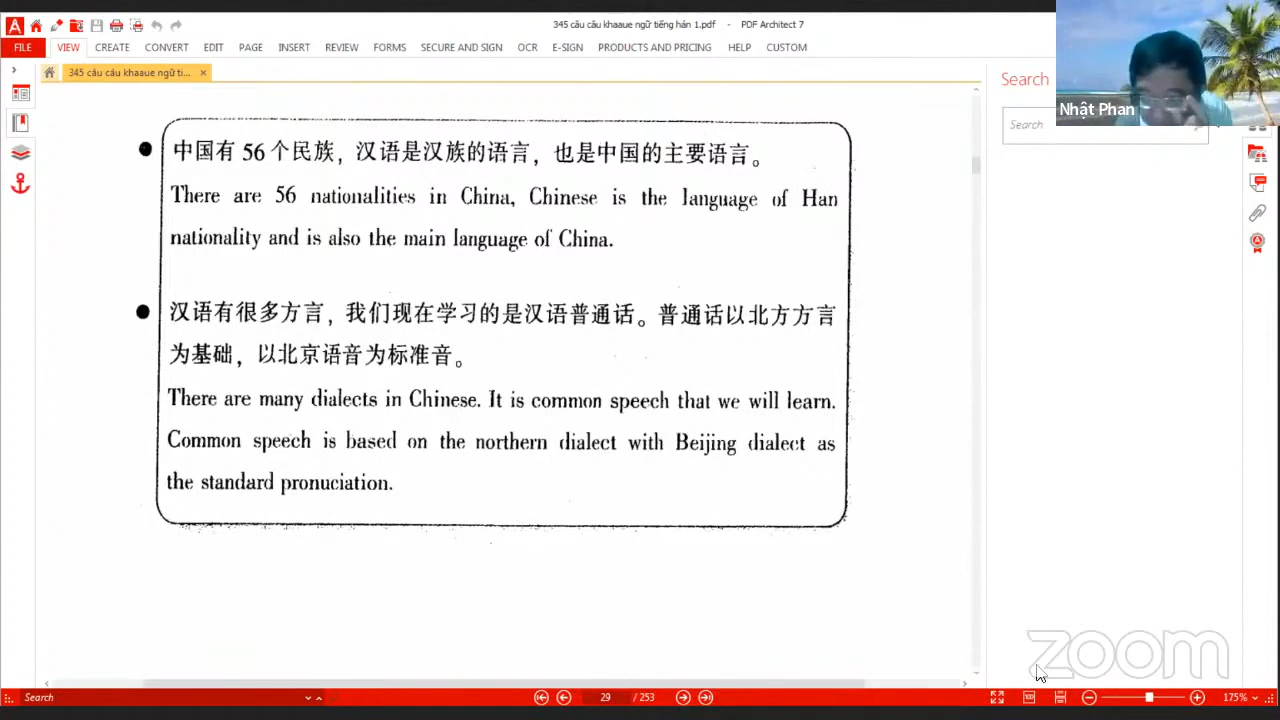 345 câu câu khaaue ngữ tiếng hán 1.pdf - PDF Architect 7
FILE VIEW CREATE CONVERT EDIT PAGE INSERT REVIEW FORMS SECURE AND SIGN OCR E-SIGN PRODUCTS AND PRICING HELP CUSTOM
345 câu câu khaaue ngữ ti... ×
Search
Nhật Phan
Search
中国有 56 个民族，汉语是汉族的语言，也是中国的主要语言。
There are 56 nationalities in China, Chinese is the language of Han
nationality and is also the main language of China.
汉语有很多方言，我们现在学习的是汉语普通话。普通话以北方方言
为基础，以北京语音为标准音。
There are many dialects in Chinese. It is common speech that we will learn.
Common speech is based on the northern dialect with Beijing dialect as
the standard pronuciation.
zoom
Search
29 / 253
175%